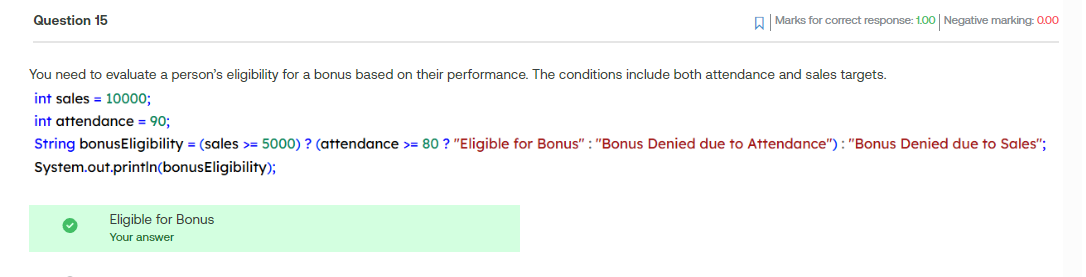 Question 15
Marks for correct response: 1.00 | Negative marking: 0.00
You need to evaluate a person's eligibility for a bonus based on their performance. The conditions include both attendance and sales targets.
int sales = 10000;
int attendance = 90;
String bonusEligibility = (sales >= 5000) ? (attendance >= 80 ? "Eligible for Bonus" : "Bonus Denied due to Attendance") : "Bonus Denied due to Sales";
System.out.println(bonusEligibility);
Eligible for Bonus
Your answer